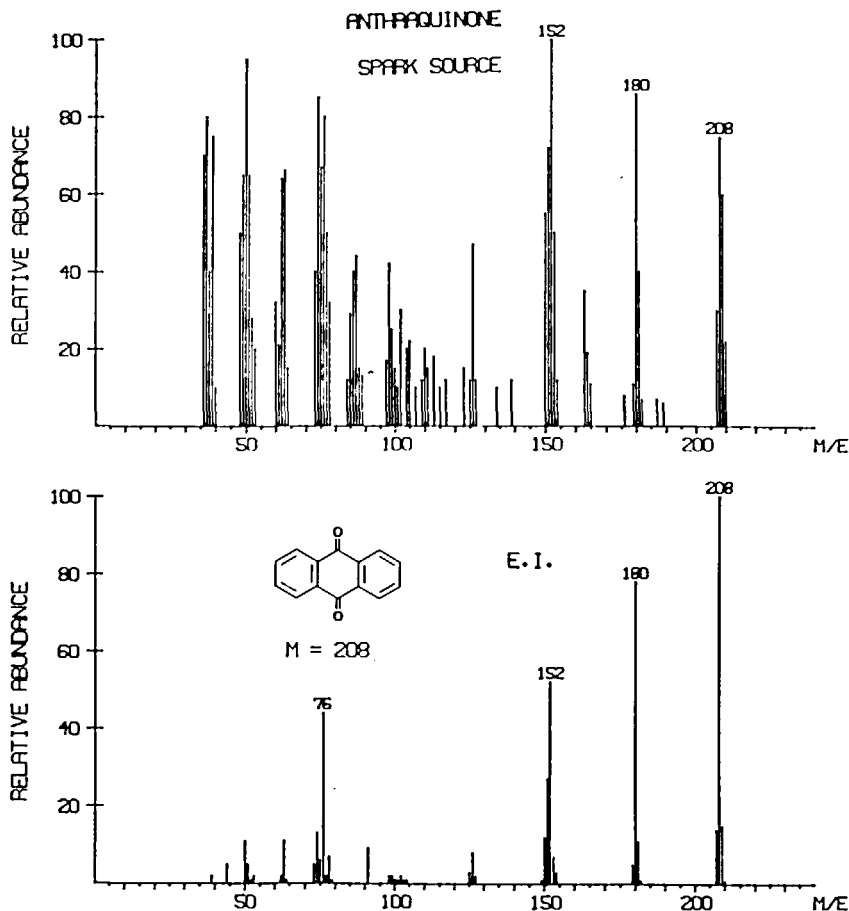 ANTHRAQUINONE
SPARK SOURCE
RELATIVE ABUNDANCE
100
80
60
40
20
152
180
208
50
100
150
200
M/E
RELATIVE ABUNDANCE
100
80
60
40
20
O
O
M = 208
E.I.
76
152
180
208
50
100
150
200
M/E